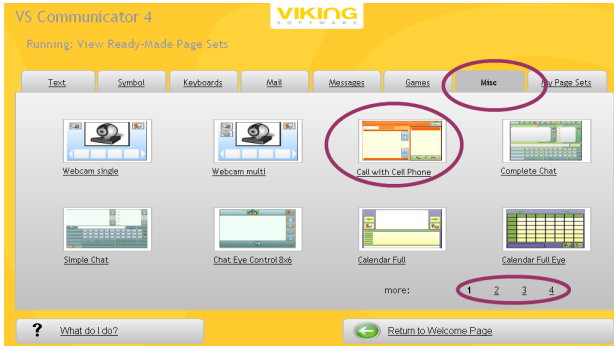 VS Communicator 4
VIKING
SOFTWARE
Running: View Ready-Made Page Sets
Text Symbol Keyboards Mail Messages Games Misc My Page Sets
Webcam single Webcam multi Call with Cell Phone Complete Chat
Simple Chat Chat Eye Control 8x6 Calendar Full Calendar Full Eye
more: 1 2 3 4
? What do I do? Return to Welcome Page